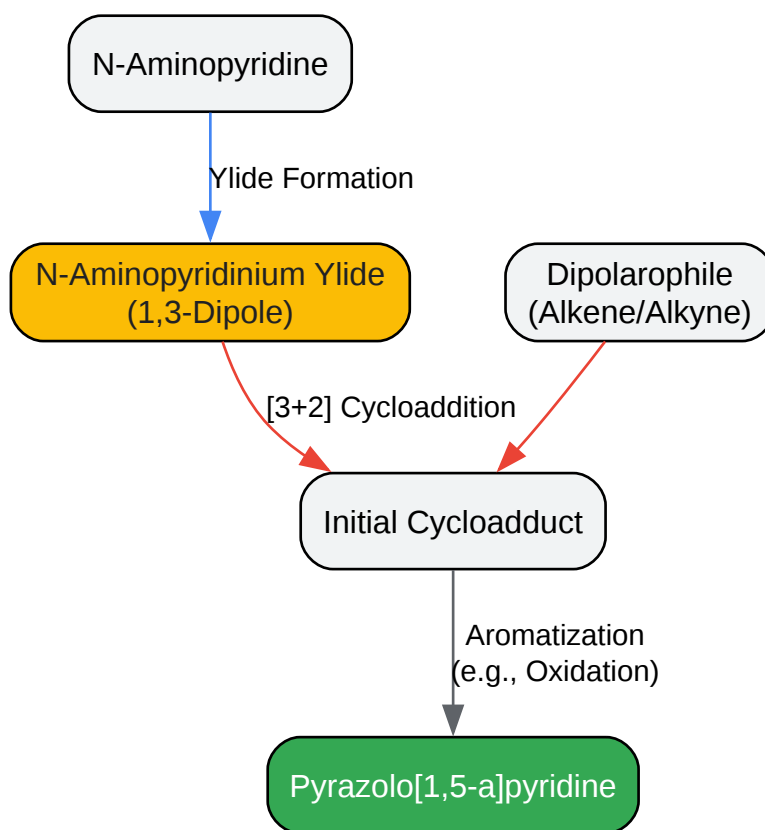 N-Aminopyridine
Ylide Formation
N-Aminopyridinium Ylide
(1,3-Dipole)
Dipolarophile
(Alkene/Alkyne)
[3+2] Cycloaddition
Initial Cycloadduct
Aromatization
(e.g., Oxidation)
Pyrazolo[1,5-a]pyridine